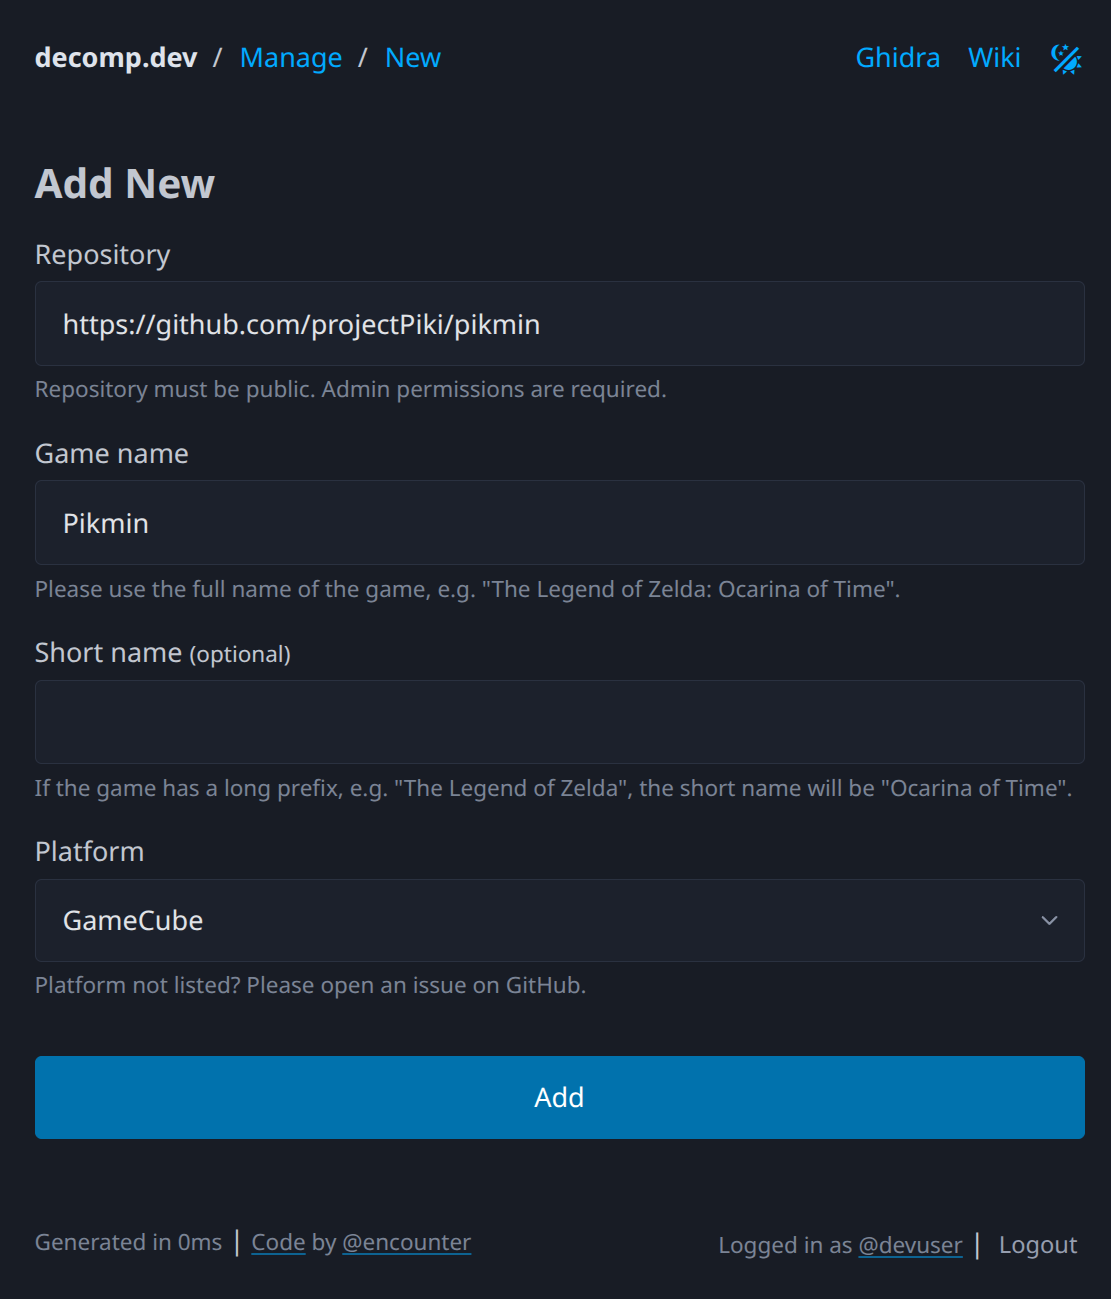 decomp.dev / Manage / New Ghidra Wiki
Add New
Repository
https://github.com/projectPiki/pikmin
Repository must be public. Admin permissions are required.
Game name
Pikmin
Please use the full name of the game, e.g. "The Legend of Zelda: Ocarina of Time".
Short name (optional)
If the game has a long prefix, e.g. "The Legend of Zelda", the short name will be "Ocarina of Time".
Platform
GameCube
Platform not listed? Please open an issue on GitHub.
Add
Generated in 0ms | Code by @encounter Logged in as @devuser | Logout